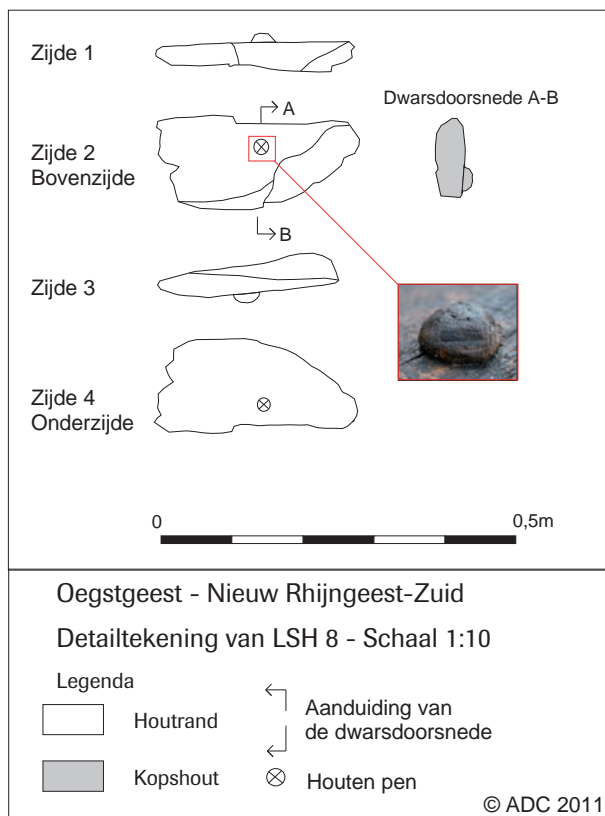 Zijde 1
A
Dwarsdoorsnede A-B
Zijde 2
Bovenzijde
B
Zijde 3
Zijde 4
Onderzijde
0
0,5m
Oegstgeest - Nieuw Rhijngeest-Zuid
Detailtekening van LSH 8 - Schaal 1:10
Legenda
Houtrand
Aanduiding van
de dwarsdoorsnede
Kopshout
Houten pen
© ADC 2011